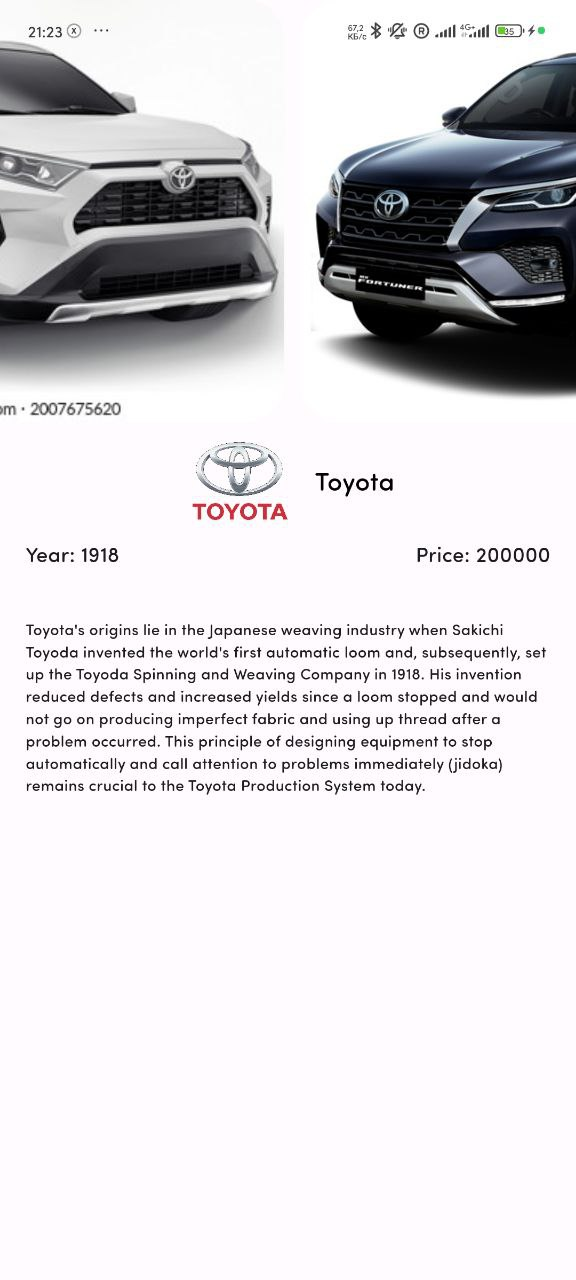 21:23 ...
67,2 КБ/с R 4G+ 35
NEW FORTUNER
om · 2007675620
TOYOTA
Toyota
Year: 1918 Price: 200000
Toyota's origins lie in the Japanese weaving industry when Sakichi
Toyoda invented the world's first automatic loom and, subsequently, set
up the Toyoda Spinning and Weaving Company in 1918. His invention
reduced defects and increased yields since a loom stopped and would
not go on producing imperfect fabric and using up thread after a
problem occurred. This principle of designing equipment to stop
automatically and call attention to problems immediately (jidoka)
remains crucial to the Toyota Production System today.